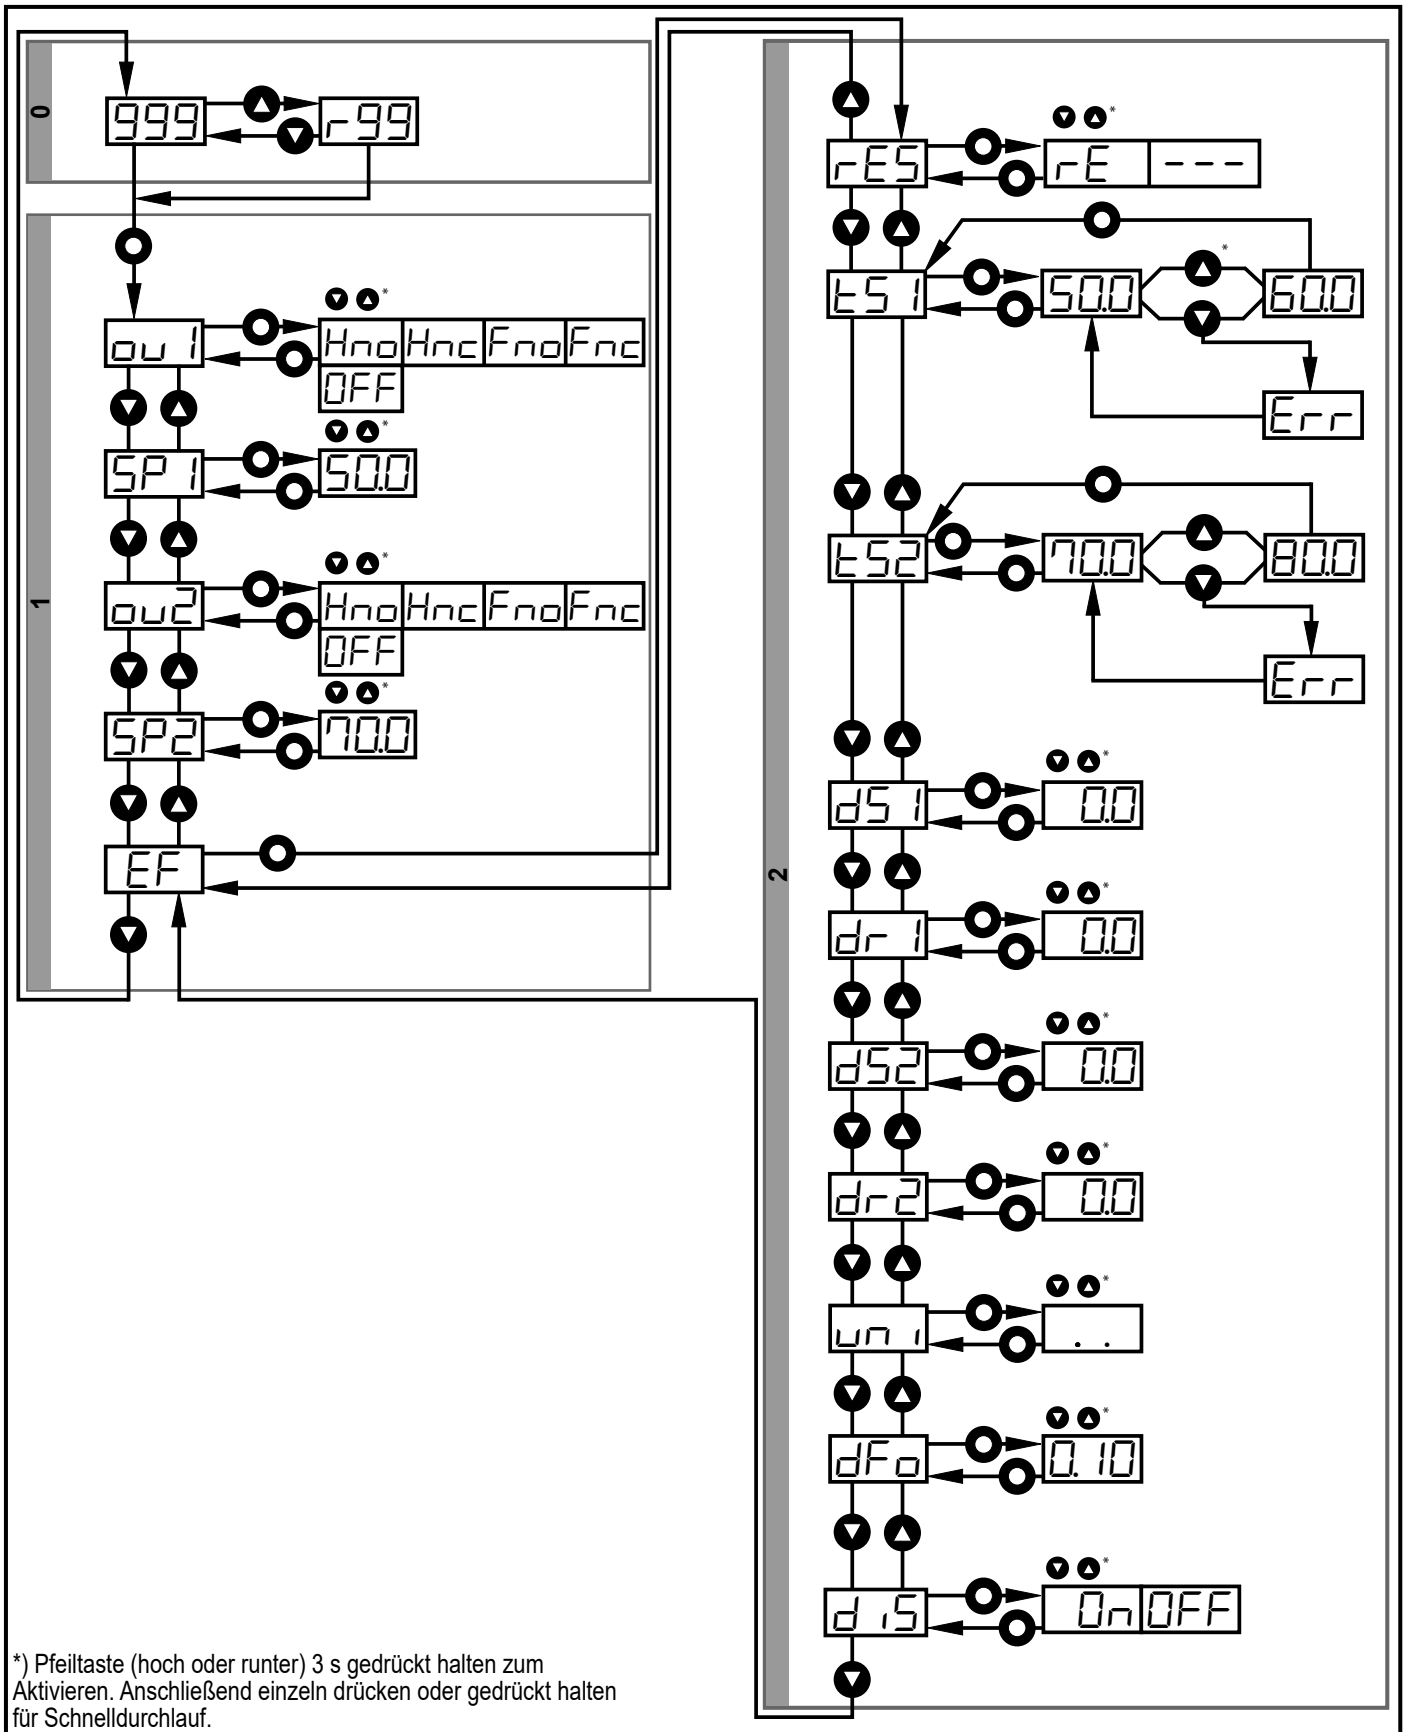 0
999 r99
1
* 
ou1 Hno Hnc Fno Fnc
OFF
*
SP1 50.0
*
ou2 Hno Hnc Fno Fnc
OFF
*
SP2 70.0
EF
2
*
rES rE ---
*
tS1 50.0 60.0
Err
tS2 70.0 80.0
Err
*
dS1 0.0
*
dr1 0.0
*
dS2 0.0
*
dr2 0.0
*
uni . .
*
dFo 0.10
*
diS On OFF
*) Pfeiltaste (hoch oder runter) 3 s gedrückt halten zum
Aktivieren. Anschließend einzeln drücken oder gedrückt halten
für Schnelldurchlauf.